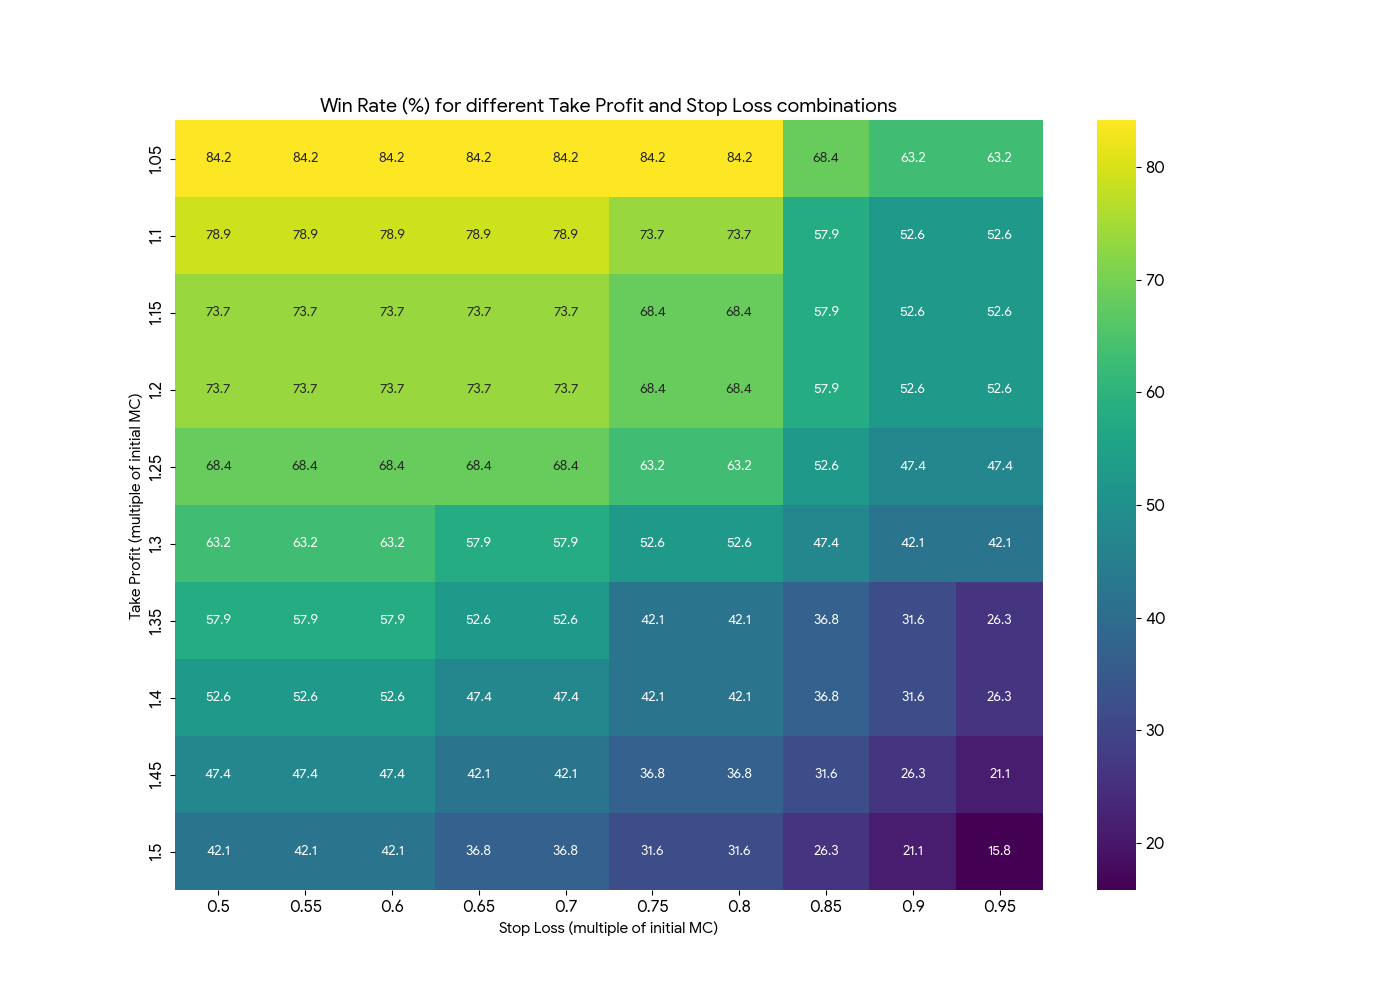 Win Rate (%) for different Take Profit and Stop Loss combinations
Take Profit (multiple of initial MC)
1.05 84.2 84.2 84.2 84.2 84.2 84.2 84.2 68.4 63.2 63.2
1.1 78.9 78.9 78.9 78.9 78.9 73.7 73.7 57.9 52.6 52.6
1.15 73.7 73.7 73.7 73.7 73.7 68.4 68.4 57.9 52.6 52.6
1.2 73.7 73.7 73.7 73.7 73.7 68.4 68.4 57.9 52.6 52.6
1.25 68.4 68.4 68.4 68.4 68.4 63.2 63.2 52.6 47.4 47.4
1.3 63.2 63.2 63.2 57.9 57.9 52.6 52.6 47.4 42.1 42.1
1.35 57.9 57.9 57.9 52.6 52.6 42.1 42.1 36.8 31.6 26.3
1.4 52.6 52.6 52.6 47.4 47.4 42.1 42.1 36.8 31.6 26.3
1.45 47.4 47.4 47.4 42.1 42.1 36.8 36.8 31.6 26.3 21.1
1.5 42.1 42.1 42.1 36.8 36.8 31.6 31.6 26.3 21.1 15.8
0.5 0.55 0.6 0.65 0.7 0.75 0.8 0.85 0.9 0.95
Stop Loss (multiple of initial MC)
80
70
60
50
40
30
20